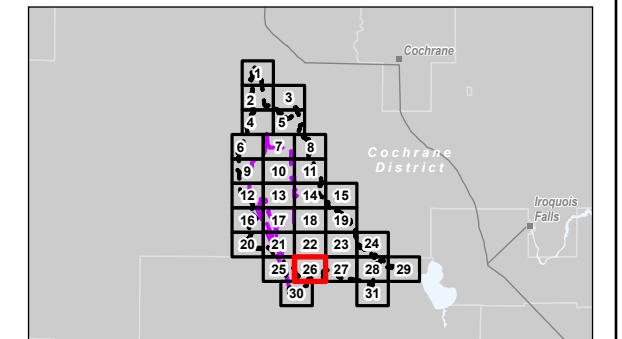 Cochrane
1
2 3
4 5
6 7 8
Cochrane
District
9 10 11
12 13 14 15
Iroquois
Falls
16 17 18 19
20 21 22 23 24
25 26 27 28 29
30 31